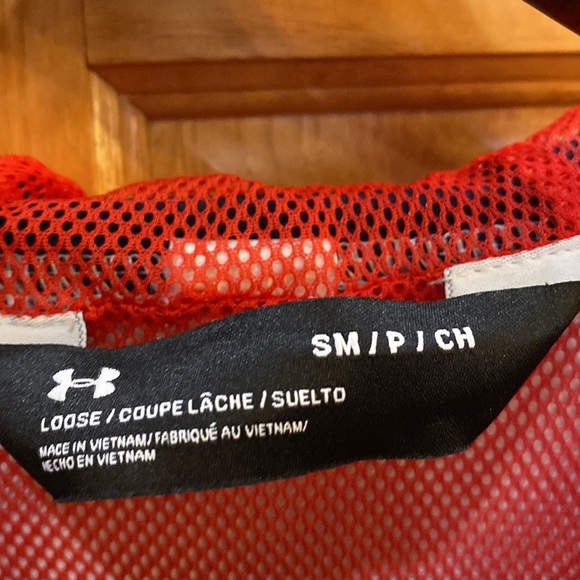 SM / P / CH
LOOSE / COUPE LÂCHE / SUELTO
MADE IN VIETNAM / FABRIQUÉ AU VIETNAM /
HECHO EN VIETNAM